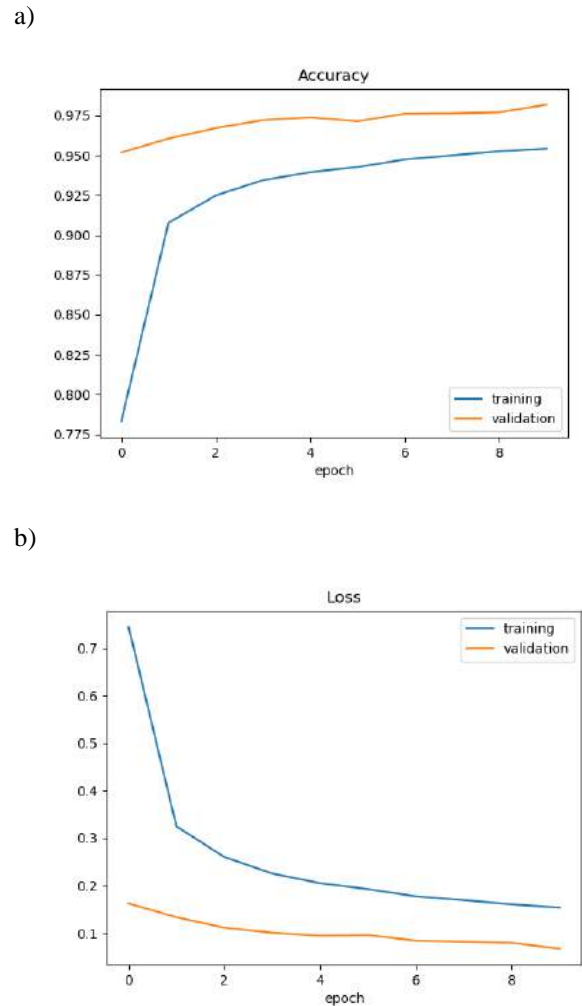 a)
Accuracy
0.975
0.950
0.925
0.900
0.875
0.850
0.825
0.800
0.775
training
validation
0 2 4 6 8
epoch
b)
Loss
training
validation
0.7
0.6
0.5
0.4
0.3
0.2
0.1
0 2 4 6 8
epoch